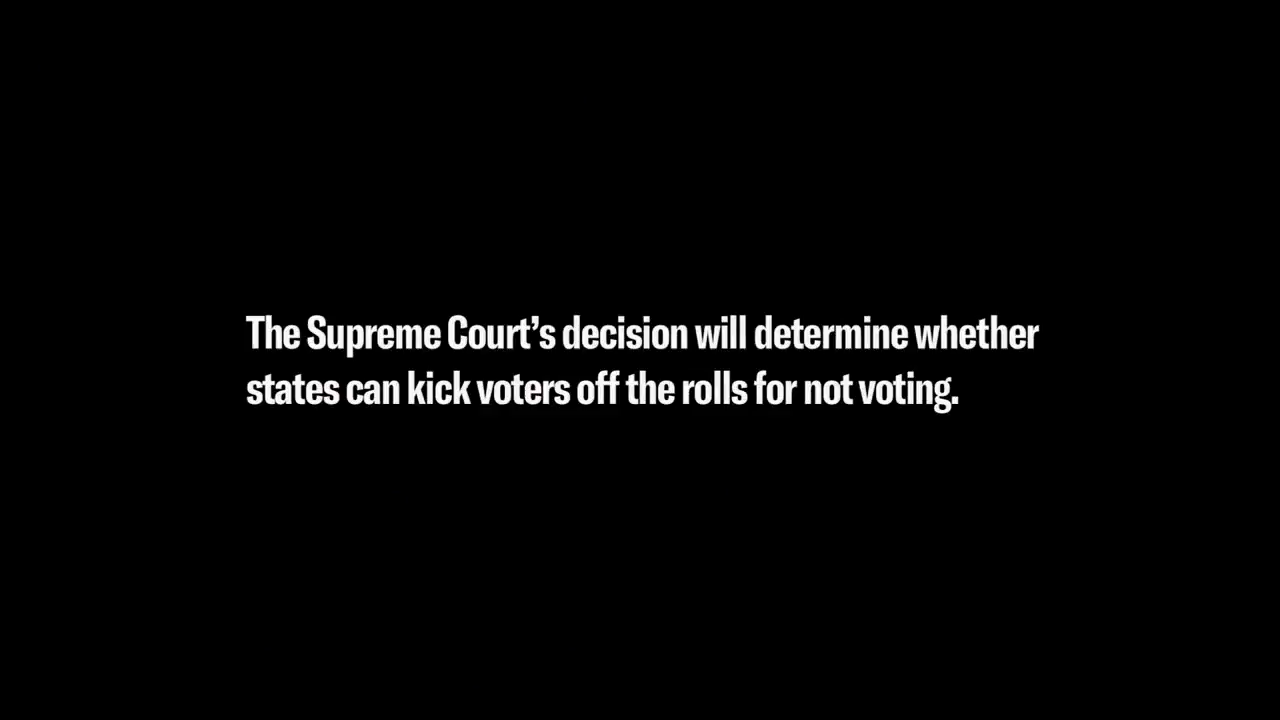 The Supreme Court’s decision will determine whether
states can kick voters off the rolls for not voting.